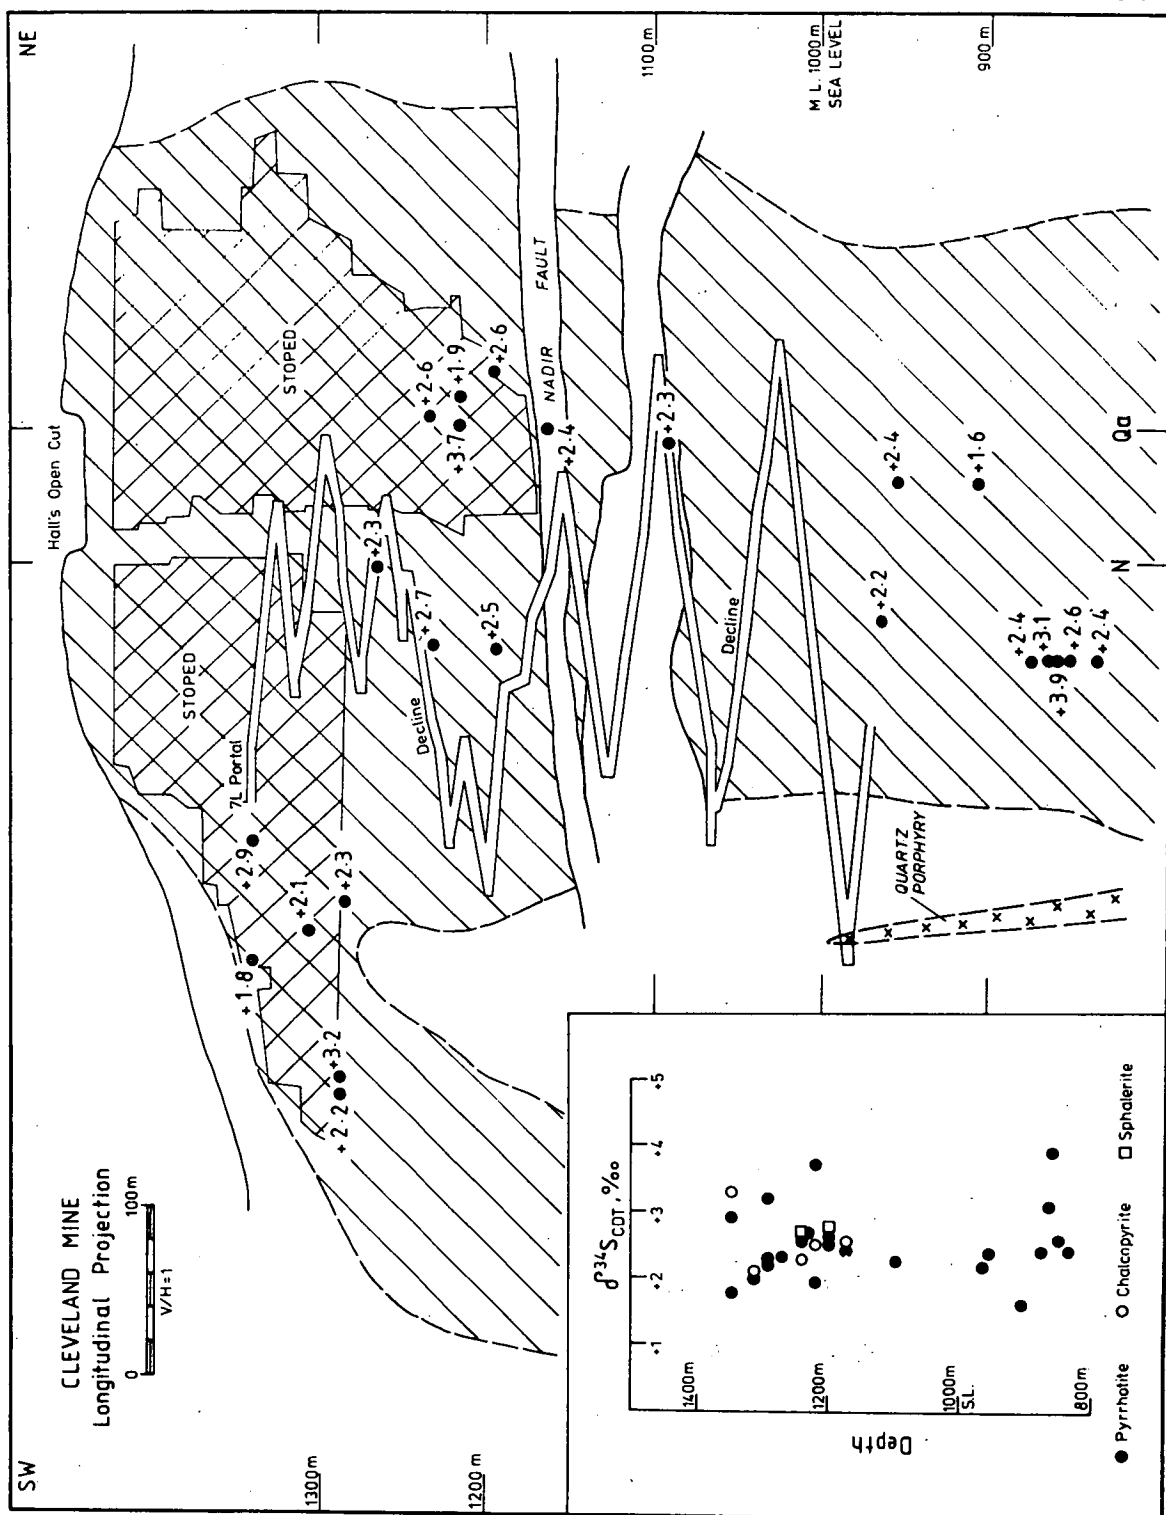 SW
NE
CLEVELAND MINE
Longitudinal Projection
0
100m
V/H=1
Hall's Open Cut
STOPED
STOPED
7L Portal
1300m
1200m
1100m
M L. 1000m
SEA LEVEL
900m
+2·9
+1·8
+2·1
+2·3
+2·2
+3·2
+2·3
+2·7
+2·5
Decline
+2·6
+1·9
+3·7
+2·6
NADIR FAULT
+2·4
+2·3
Decline
+2·4
+1·6
+2·2
+2·4
+3·1
+3·9
+2·6
+2·4
QUARTZ
PORPHYRY
N
Qa
δ³⁴S CDT, ‰
+1
+2
+3
+4
+5
Depth
1400m
1200m
1000m
S.L.
800m
● Pyrrhotite
○ Chalcopyrite
□ Sphalerite